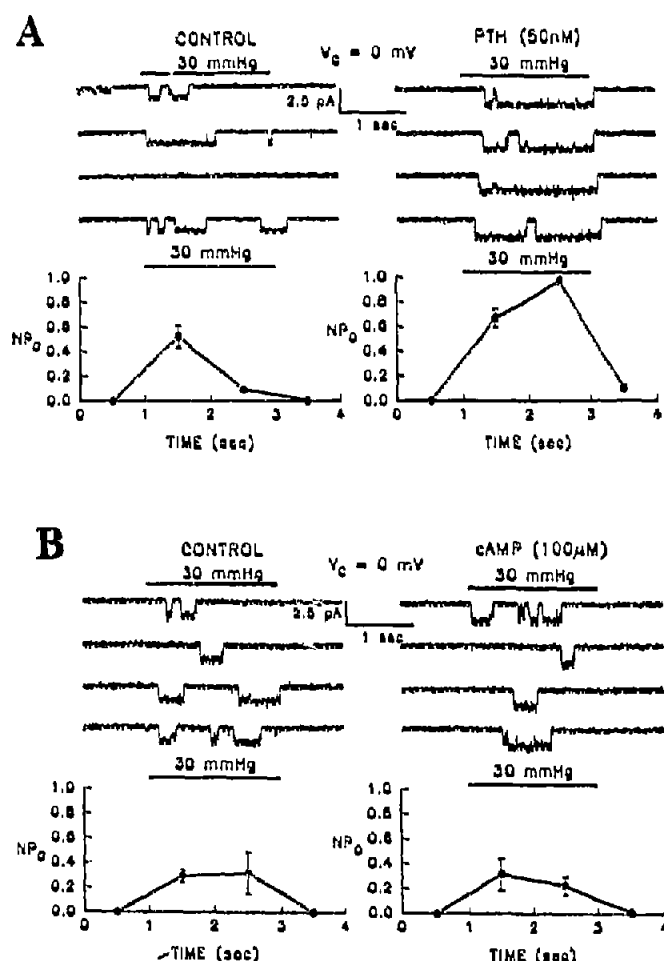 A
CONTROL
30 mmHg
V_C = 0 mV
PTH (50nM)
30 mmHg
2.5 pA
1 sec
30 mmHg
30 mmHg
1.0
0.8
0.6
0.4
0.2
0.0
NP_O
0 1 2 3 4
TIME (sec)
1.0
0.8
0.6
0.4
0.2
0.0
NP_O
0 1 2 3 4
TIME (sec)
B
CONTROL
30 mmHg
V_C = 0 mV
cAMP (100µM)
30 mmHg
2.5 pA
1 sec
30 mmHg
30 mmHg
1.0
0.8
0.6
0.4
0.2
0.0
NP_O
0 1 2 3 4
TIME (sec)
1.0
0.8
0.6
0.4
0.2
0.0
NP_O
0 1 2 3 4
TIME (sec)